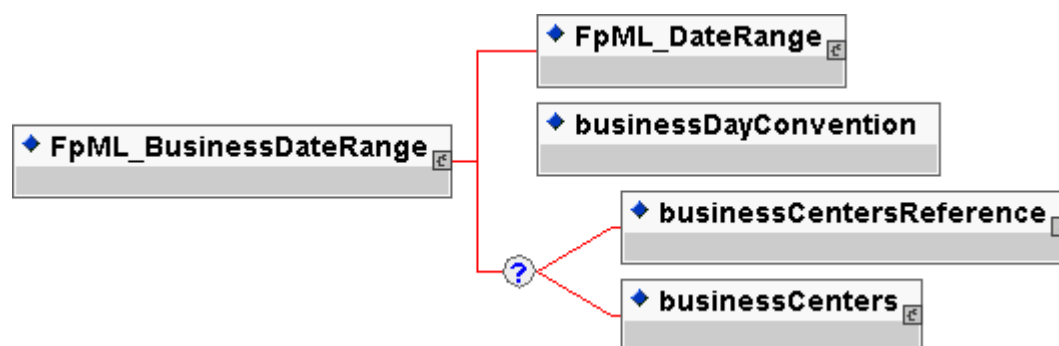 FpML_DateRange
businessDayConvention
FpML_BusinessDateRange
businessCentersReference
?
businessCenters